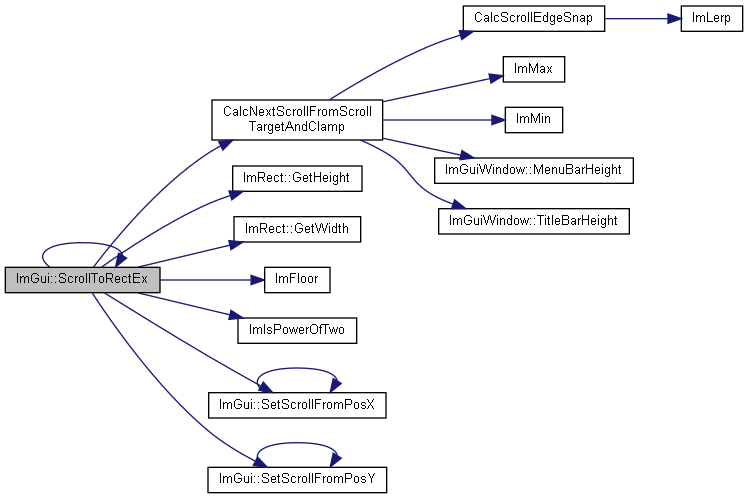 CalcScrollEdgeSnap
ImLerp
ImMax
CalcNextScrollFromScroll
TargetAndClamp
ImMin
ImGuiWindow::MenuBarHeight
ImRect::GetHeight
ImGuiWindow::TitleBarHeight
ImRect::GetWidth
ImGui::ScrollToRectEx
ImFloor
ImIsPowerOfTwo
ImGui::SetScrollFromPosX
ImGui::SetScrollFromPosY